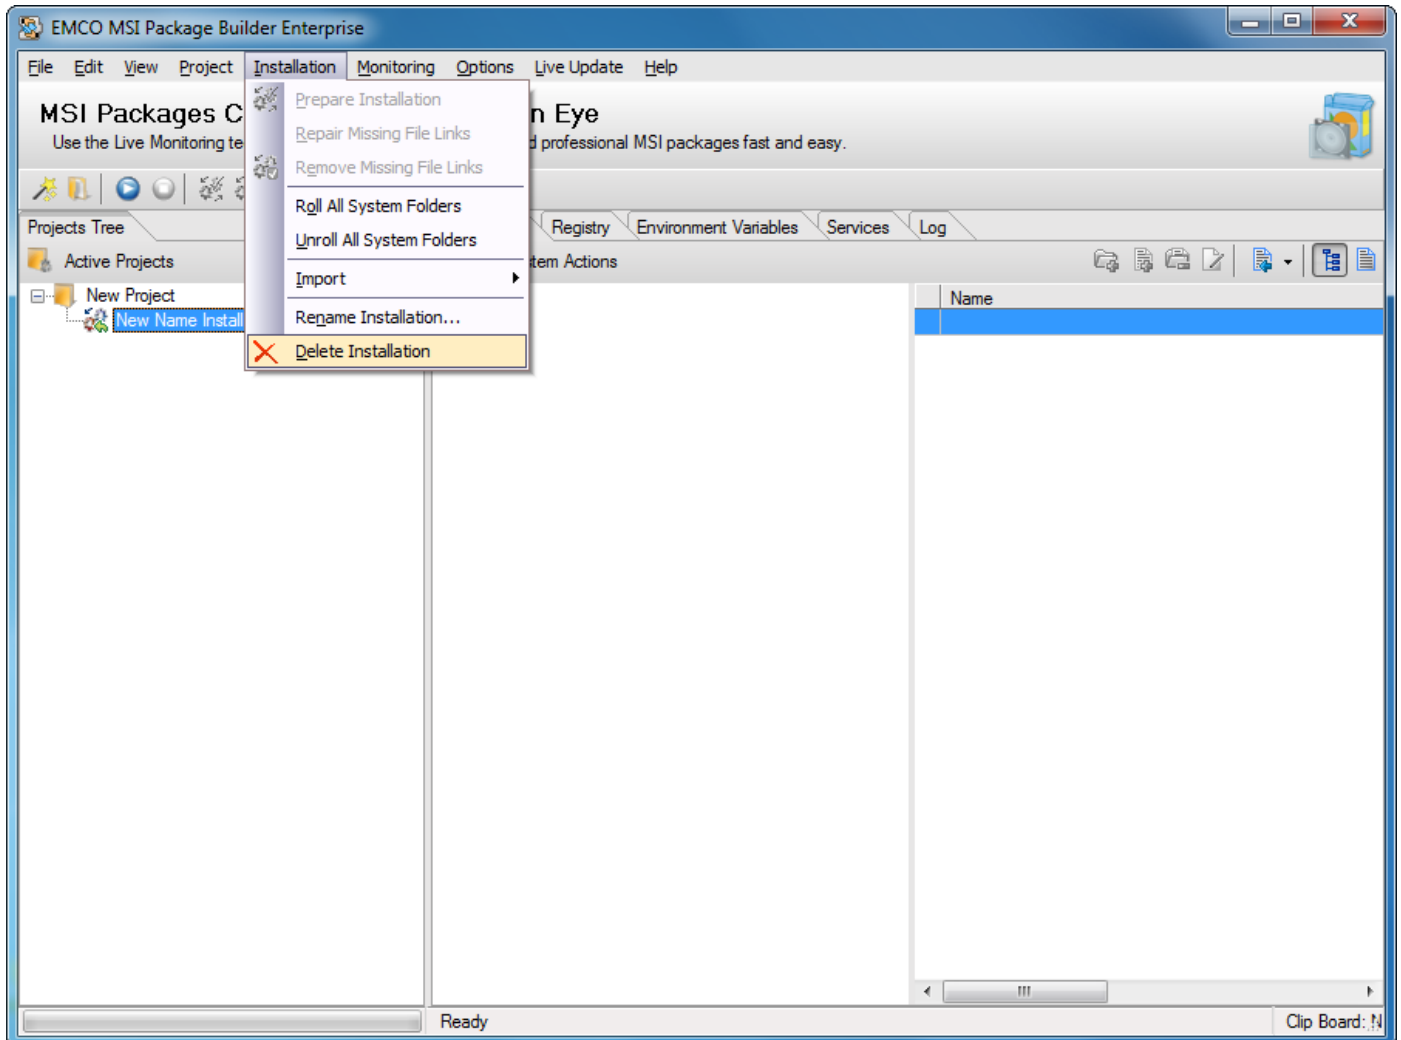 EMCO MSI Package Builder Enterprise
File Edit View Project Installation Monitoring Options Live Update Help
MSI Packages C
n Eye
Use the Live Monitoring te
d professional MSI packages fast and easy.
Prepare Installation
Repair Missing File Links
Remove Missing File Links
Roll All System Folders
Unroll All System Folders
Import
Rename Installation...
Delete Installation
Projects Tree
Registry Environment Variables Services Log
Active Projects
tem Actions
New Project
New Name Install
Name
Ready
Clip Board: N